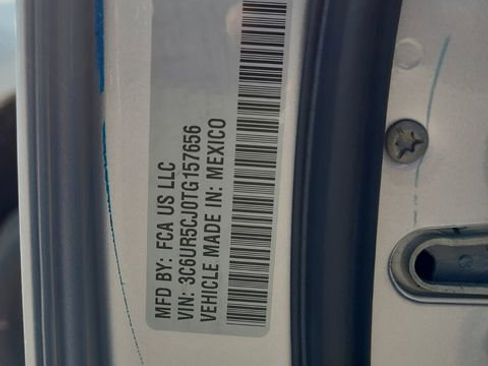 MFD BY: FCA US LLC
VIN: 3C6UR5CJ0TG157656
VEHICLE MADE IN: MEXICO